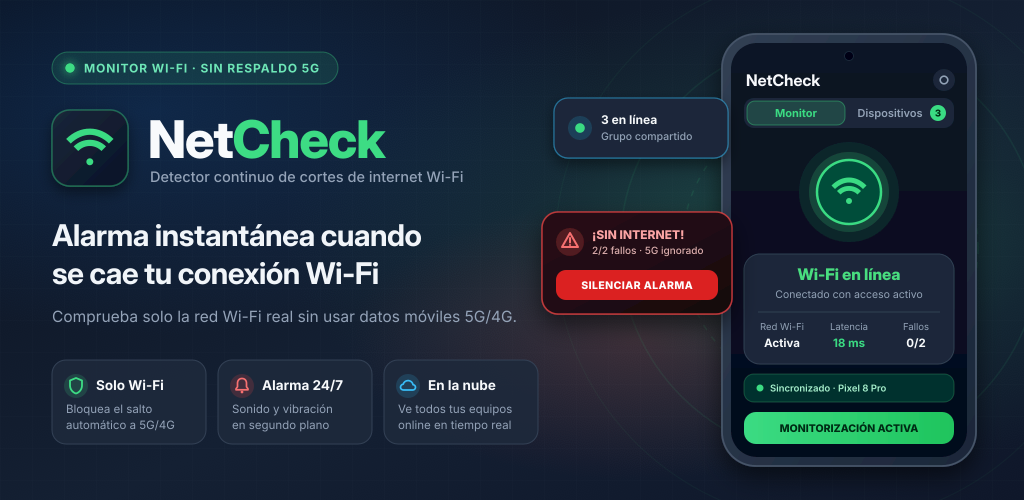 MONITOR WI-FI · SIN RESPALDO 5G
NetCheck
Detector continuo de cortes de internet Wi-Fi
Alarma instantánea cuando
se cae tu conexión Wi-Fi
Comprueba solo la red Wi-Fi real sin usar datos móviles 5G/4G.
Solo Wi-Fi
Bloquea el salto
automático a 5G/4G
Alarma 24/7
Sonido y vibración
en segundo plano
En la nube
Ve todos tus equipos
online en tiempo real
3 en línea
Grupo compartido
¡SIN INTERNET!
2/2 fallos · 5G ignorado
SILENCIAR ALARMA
NetCheck
Monitor
Dispositivos 3
Wi-Fi en línea
Conectado con acceso activo
Red Wi-Fi Latencia Fallos
Activa 18 ms 0/2
Sincronizado · Pixel 8 Pro
MONITORIZACIÓN ACTIVA